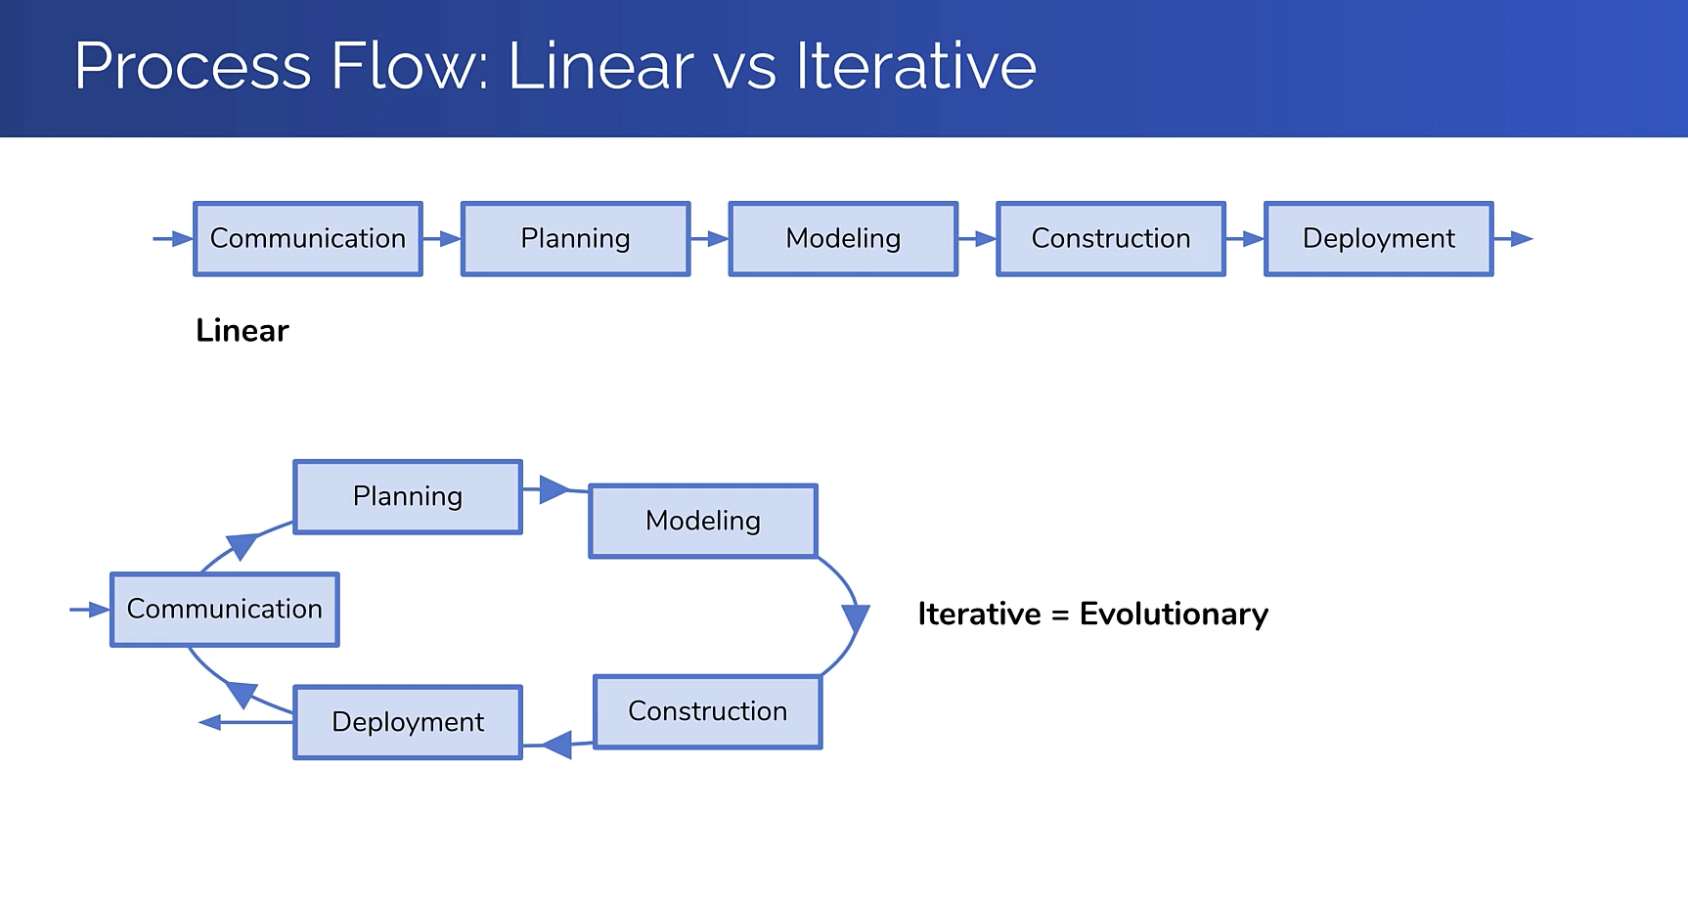 Process Flow: Linear vs Iterative
Communication
Planning
Modeling
Construction
Deployment
Linear
Planning
Modeling
Communication
Iterative = Evolutionary
Deployment
Construction